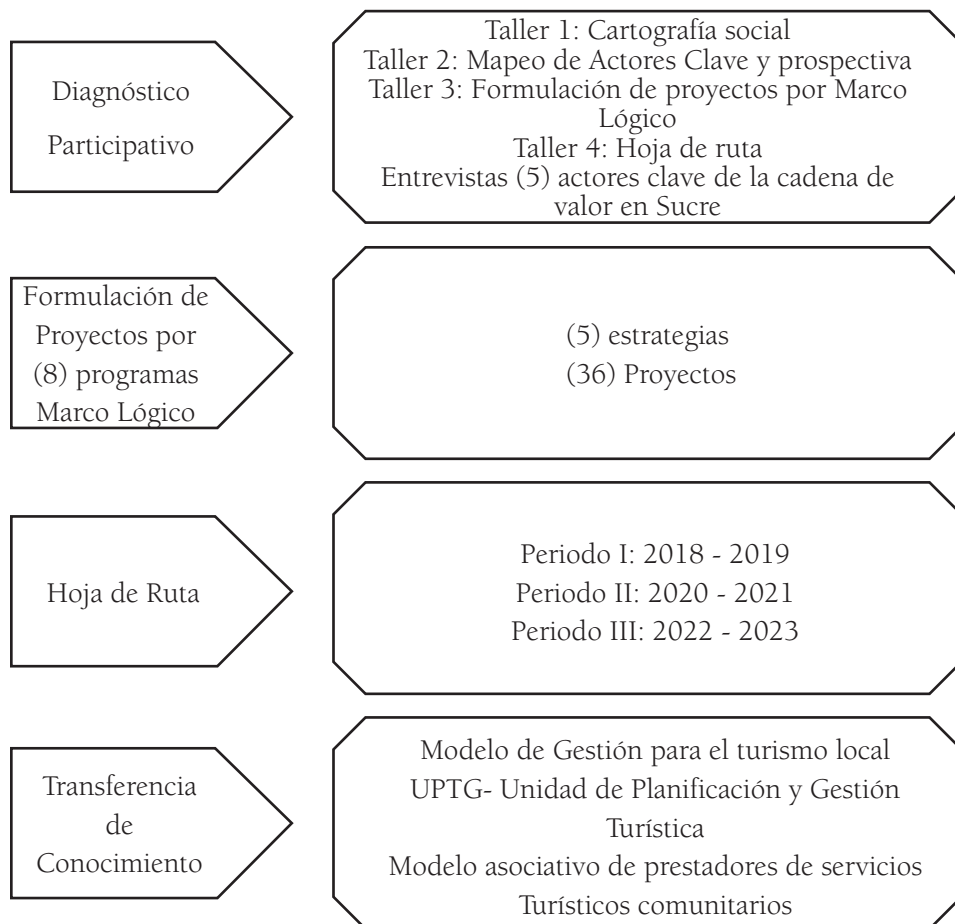 Diagnóstico
Participativo
Taller 1: Cartografía social
Taller 2: Mapeo de Actores Clave y prospectiva
Taller 3: Formulación de proyectos por Marco
Lógico
Taller 4: Hoja de ruta
Entrevistas (5) actores clave de la cadena de
valor en Sucre
Formulación de
Proyectos por
(8) programas
Marco Lógico
(5) estrategias
(36) Proyectos
Hoja de Ruta
Periodo I: 2018 - 2019
Periodo II: 2020 - 2021
Periodo III: 2022 - 2023
Transferencia
de
Conocimiento
Modelo de Gestión para el turismo local
UPTG- Unidad de Planificación y Gestión
Turística
Modelo asociativo de prestadores de servicios
Turísticos comunitarios